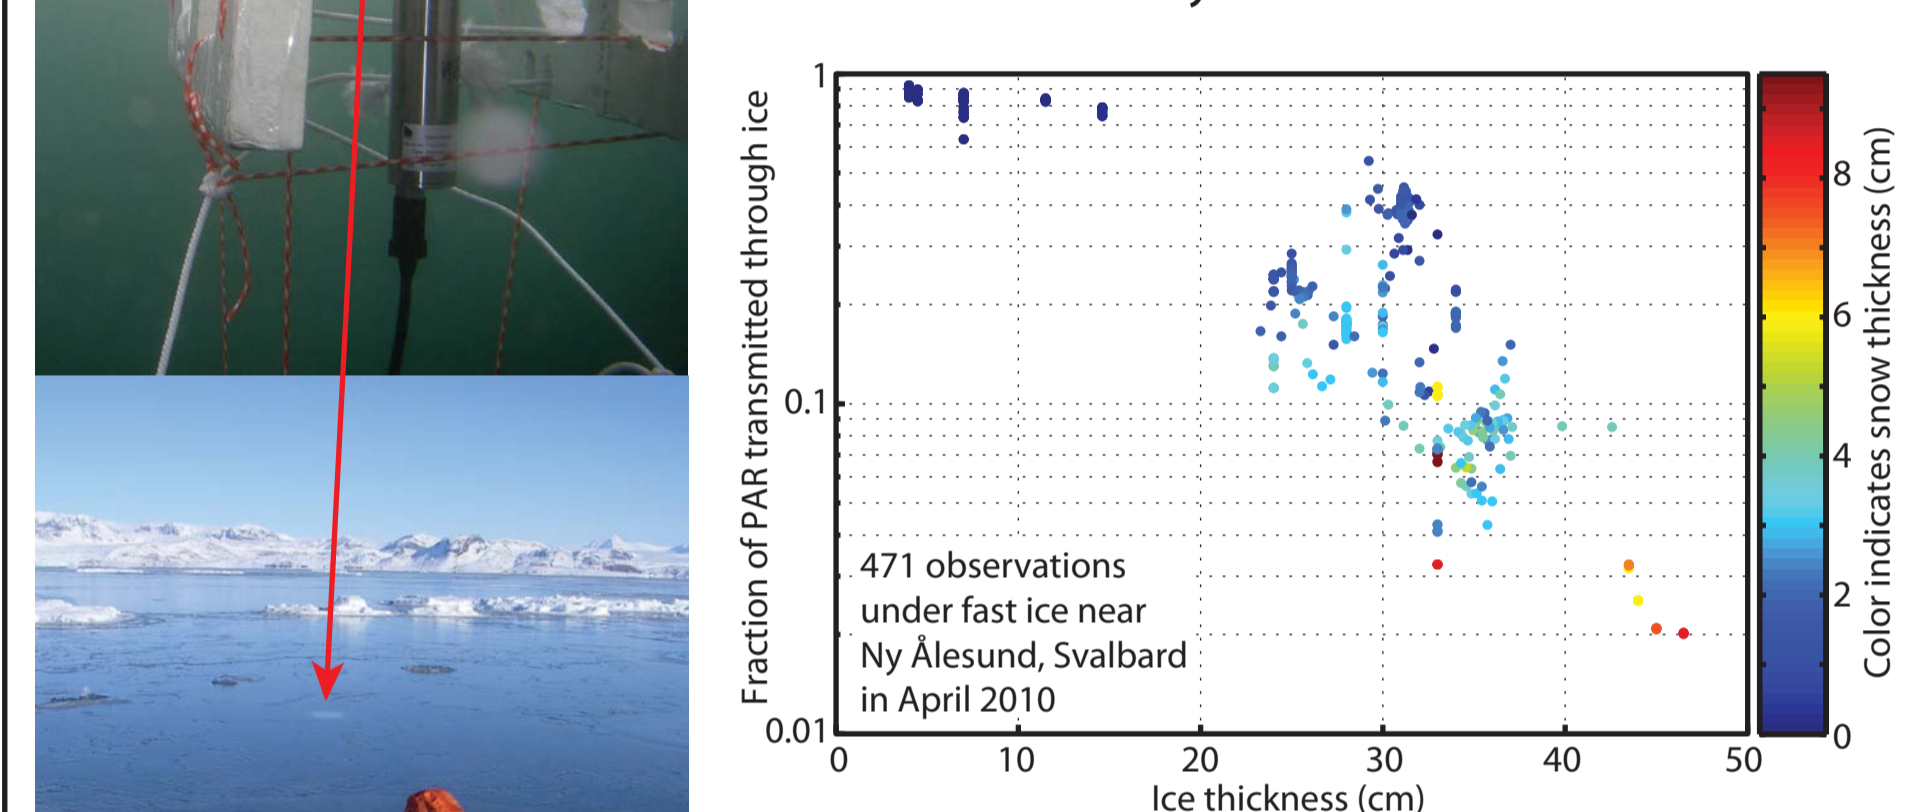 1
0.1
0.01
Fraction of PAR transmitted through ice
471 observations
under fast ice near
Ny Ålesund, Svalbard
in April 2010
0 10 20 30 40 50
Ice thickness (cm)
8
6
4
2
0
Color indicates snow thickness (cm)